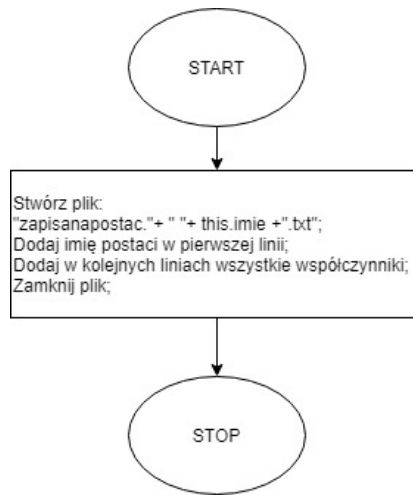 START
Stwórz plik:
"zapisanapostac."+ " "+ this.imie +".txt";
Dodaj imię postaci w pierwszej linii;
Dodaj w kolejnych liniach wszystkie współczynniki;
Zamknij plik;
STOP